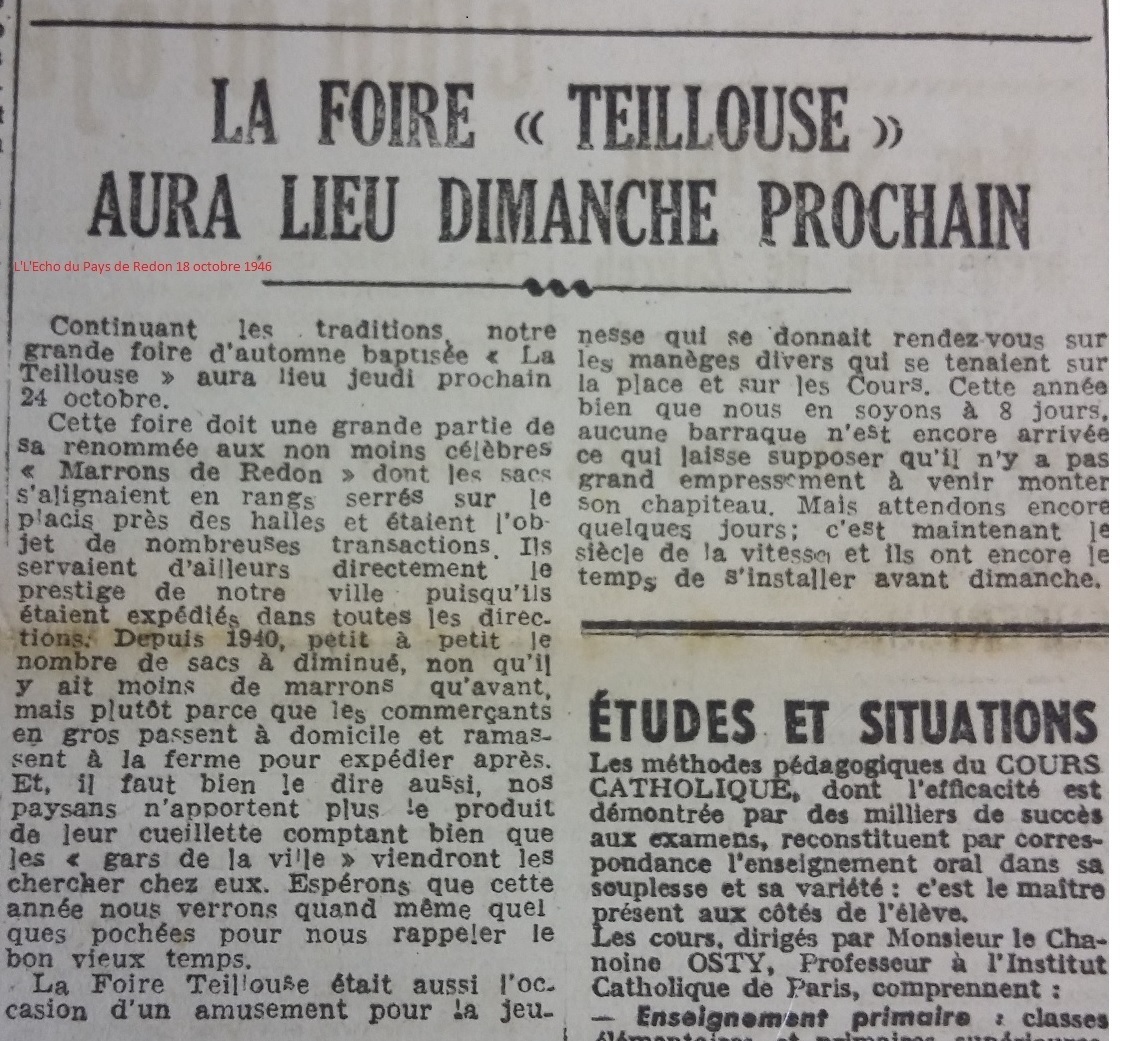 LA FOIRE « TEILLOUSE »
AURA LIEU DIMANCHE PROCHAIN
L'L'Echo du Pays de Redon 18 octobre 1946
Continuant les traditions, notre
grande foire d'automne baptisée « La
Teillouse » aura lieu jeudi prochain
24 octobre.
Cette foire doit une grande partie de
sa renommée aux non moins célèbres
« Marrons de Redon » dont les sacs
s'alignaient en rangs serrés sur le
placis près des halles et étaient l'ob-
jet de nombreuses transactions. Ils
servaient d'ailleurs directement le
prestige de notre ville puisqu'ils
étaient expédiés dans toutes les direc-
tions. Depuis 1940, petit à petit le
nombre de sacs à diminué, non qu'il
y ait moins de marrons qu'avant,
mais plutôt parce que les commerçants
en gros passent à domicile et ramas-
sent à la ferme pour expédier après.
Et, il faut bien le dire aussi, nos
paysans n'apportent plus le produit
de leur cueillette comptant bien que
les « gars de la ville » viendront les
chercher chez eux. Espérons que cette
année nous verrons quand même quel
ques pochées pour nous rappeler le
bon vieux temps.
La Foire Teillouse était aussi l'oc-
casion d'un amusement pour la jeu-
nesse qui se donnait rendez-vous sur
les manèges divers qui se tenaient sur
la place et sur les Cours. Cette année
bien que nous en soyons à 8 jours,
aucune barraque n'est encore arrivée
ce qui laisse supposer qu'il n'y a pas
grand empressement à venir monter
son chapiteau. Mais attendons encore
quelques jours; c'est maintenant le
siècle de la vitesse et ils ont encore le
temps de s'installer avant dimanche.
ÉTUDES ET SITUATIONS
Les méthodes pédagogiques du COURS
CATHOLIQUE, dont l'efficacité est
démontrée par des milliers de succès
aux examens, reconstituent par corres-
pondance l'enseignement oral dans sa
souplesse et sa variété : c'est le maître
présent aux côtés de l'élève.
Les cours, dirigés par Monsieur le Cha-
noine OSTY, Professeur à l'Institut
Catholique de Paris, comprennent :
— Enseignement primaire : classes